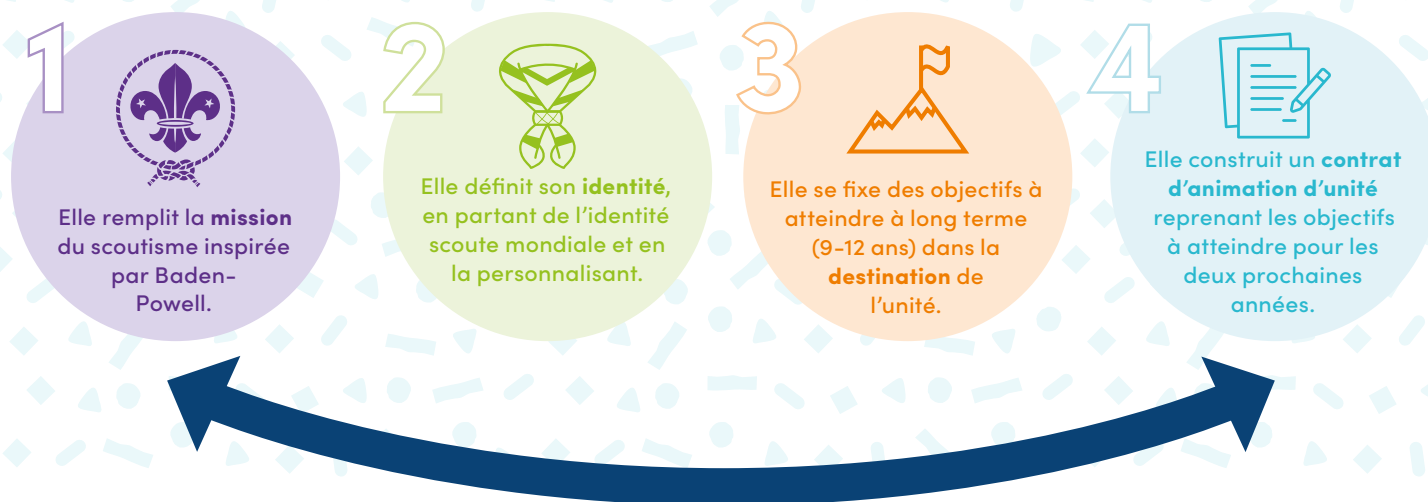 1
Elle remplit la mission
du scoutisme inspirée
par Baden-
Powell.
2
Elle définit son identité,
en partant de l'identité
scoute mondiale et en
la personnalisant.
3
Elle se fixe des objectifs à
atteindre à long terme
(9-12 ans) dans la
destination de
l'unité.
4
Elle construit un contrat
d'animation d'unité
reprenant les objectifs
à atteindre pour les
deux prochaines
années.